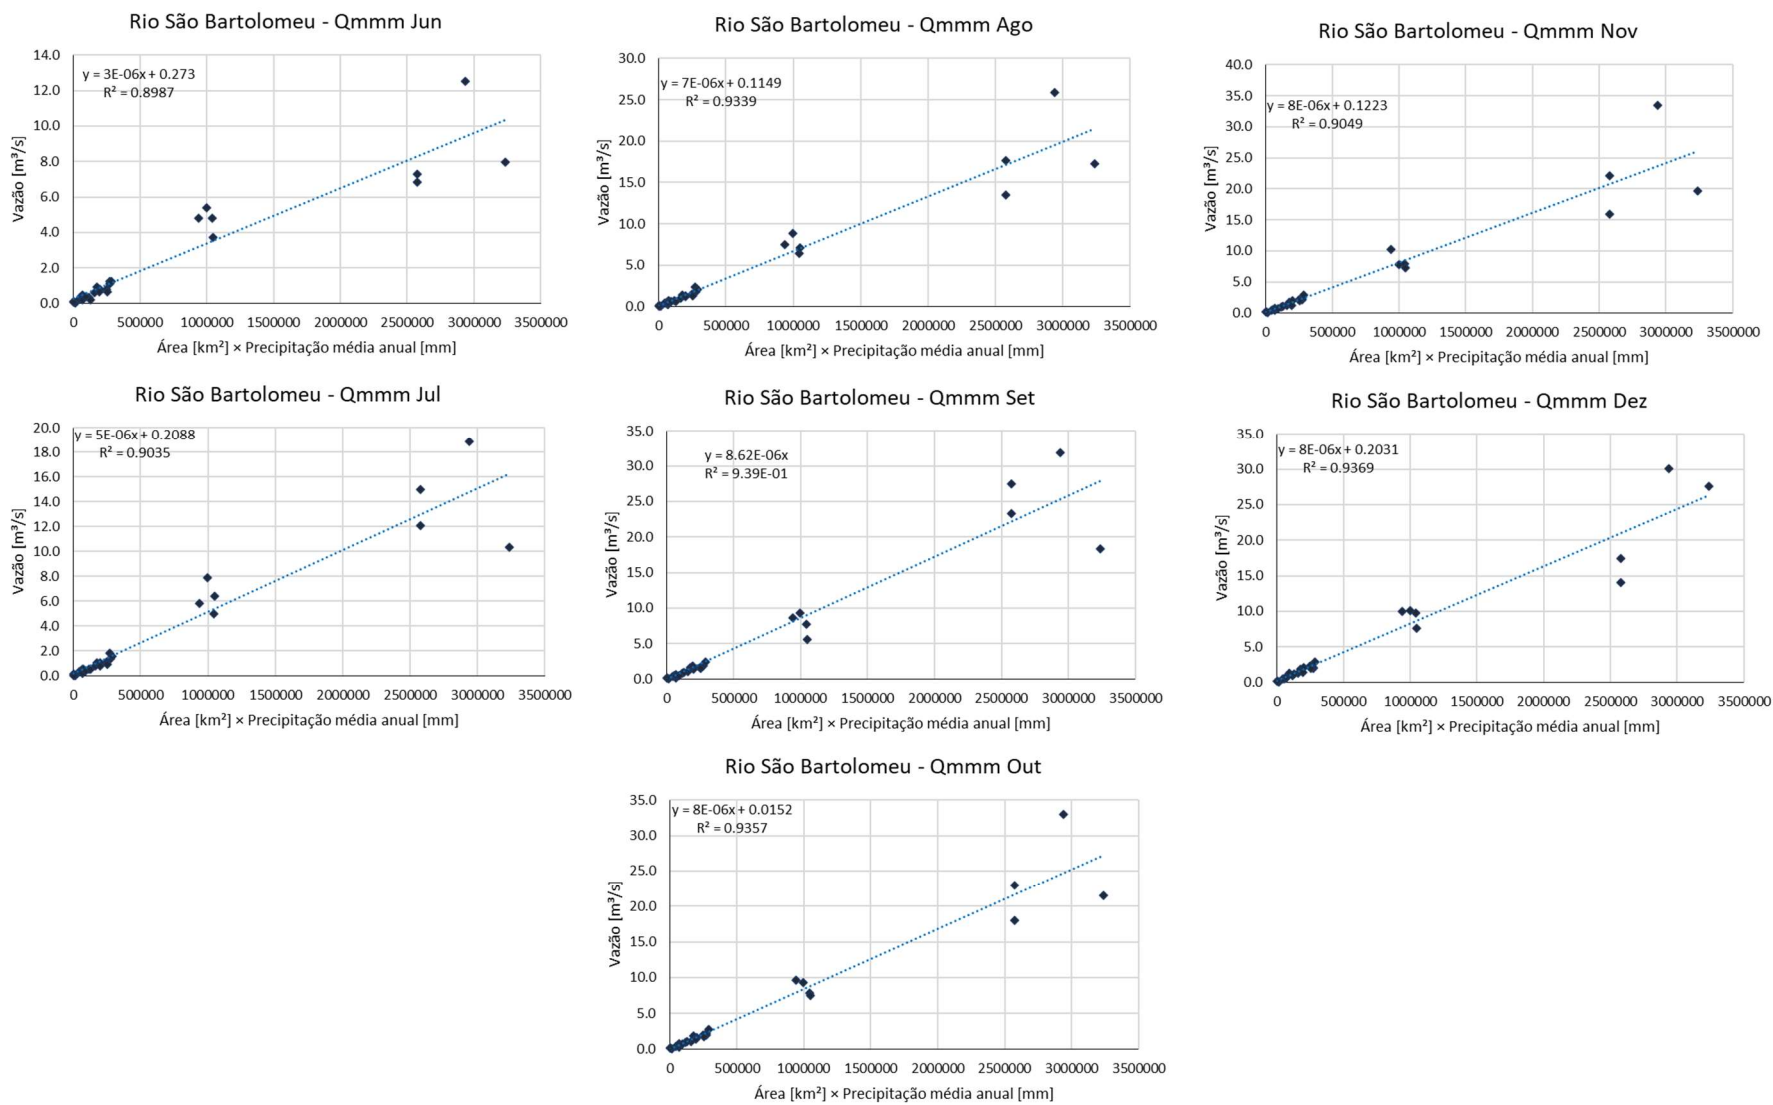 Rio São Bartolomeu - Qmmm Jun
14.0
12.0
10.0
8.0
6.0
4.0
2.0
0.0
y = 3E-06x + 0.273
R² = 0.8987
Vazão [m³/s]
0 500000 1000000 1500000 2000000 2500000 3000000 3500000
Área [km²] × Precipitação média anual [mm]
Rio São Bartolomeu - Qmmm Ago
30.0
25.0
20.0
15.0
10.0
5.0
0.0
y = 7E-06x + 0.1149
R² = 0.9339
Vazão [m³/s]
0 500000 1000000 1500000 2000000 2500000 3000000 3500000
Área [km²] × Precipitação média anual [mm]
Rio São Bartolomeu - Qmmm Nov
40.0
35.0
30.0
25.0
20.0
15.0
10.0
5.0
0.0
y = 8E-06x + 0.1223
R² = 0.9049
Vazão [m³/s]
0 500000 1000000 1500000 2000000 2500000 3000000 3500000
Área [km²] × Precipitação média anual [mm]
Rio São Bartolomeu - Qmmm Jul
20.0
18.0
16.0
14.0
12.0
10.0
8.0
6.0
4.0
2.0
0.0
y = 5E-06x + 0.2088
R² = 0.9035
Vazão [m³/s]
0 500000 1000000 1500000 2000000 2500000 3000000 3500000
Área [km²] × Precipitação média anual [mm]
Rio São Bartolomeu - Qmmm Set
35.0
30.0
25.0
20.0
15.0
10.0
5.0
0.0
y = 8.62E-06x
R² = 9.39E-01
Vazão [m³/s]
0 500000 1000000 1500000 2000000 2500000 3000000 3500000
Área [km²] × Precipitação média anual [mm]
Rio São Bartolomeu - Qmmm Dez
35.0
30.0
25.0
20.0
15.0
10.0
5.0
0.0
y = 8E-06x + 0.2031
R² = 0.9369
Vazão [m³/s]
0 500000 1000000 1500000 2000000 2500000 3000000 3500000
Área [km²] × Precipitação média anual [mm]
Rio São Bartolomeu - Qmmm Out
35.0
30.0
25.0
20.0
15.0
10.0
5.0
0.0
y = 8E-06x + 0.0152
R² = 0.9357
Vazão [m³/s]
0 500000 1000000 1500000 2000000 2500000 3000000 3500000
Área [km²] × Precipitação média anual [mm]